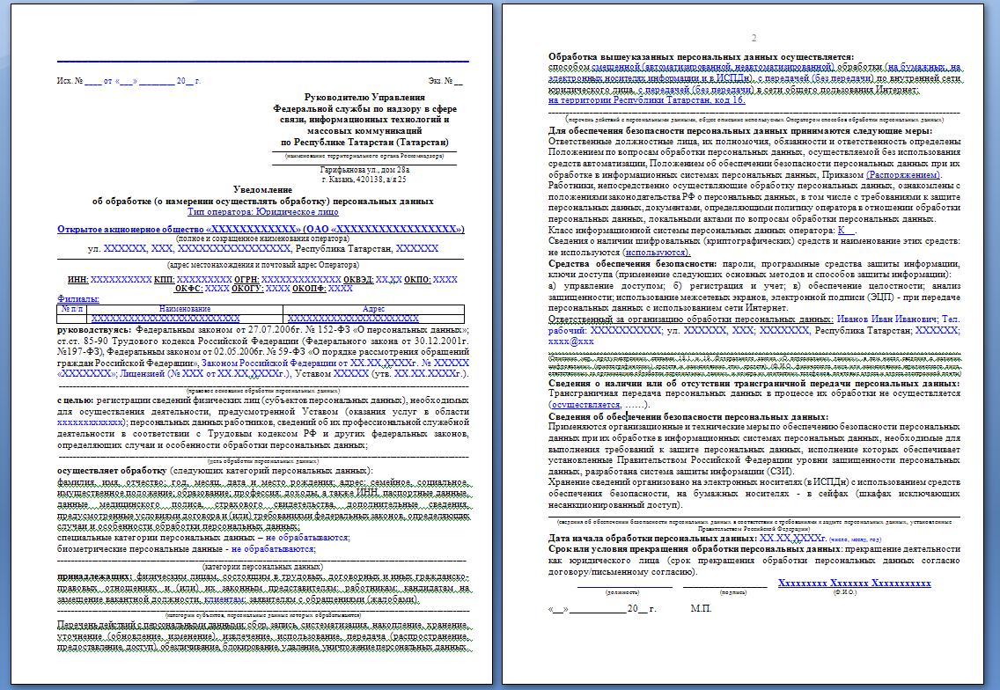 Исх. № ____ от «___» ________ 20__ г. Экз. № __
Руководителю Управления
Федеральной службы по надзору в сфере
связи, информационных технологий и
массовых коммуникаций
по Республике Татарстан (Татарстан)
(наименование территориального органа Роскомнадзора)
Гарифьянова ул., дом 28а
г. Казань, 420138, а/я 25
Уведомление
об обработке (о намерении осуществлять обработку) персональных данных
Тип оператора: Юридическое лицо
Открытое акционерное общество «XXXXXXXXXXXX» (ОАО «XXXXXXXXXXXXXXXXX»)
(полное и сокращенное наименования оператора)
ул. XXXXXX, XXX, XXXXXXXXXXXXXXXX, Республика Татарстан, XXXXXX
(адрес местонахождения и почтовый адрес Оператора)
ИНН: XXXXXXXXXX КПП: XXXXXXXXX ОГРН: XXXXXXXXXXXXX ОКВЭД: XX.XX ОКПО: XXXX
ОКФС: XXXX ОКОГУ: XXXX ОКОПФ: XXXX
Филиалы:
№ п/п Наименование Адрес
XXXXXXXXXXXXXXXXXXXXXXXXX XXXXXXXXXXXXXXXXXXXXXX
руководствуясь: Федеральным законом от 27.07.2006г. № 152-ФЗ «О персональных данных»;
ст.ст. 85-90 Трудового кодекса Российской Федерации (Федерального закона от 30.12.2001г.
№197-ФЗ), Федеральным законом от 02.05.2006г. № 59-ФЗ «О порядке рассмотрения обращений
граждан Российской Федерации», Законом Российской Федерации от XX.XX.XXXXг. № XXXXX
«XXXXXXXX»; Лицензией (№ XXX от XX.XX.XXXXг.), Уставом XXXXX (утв. XX.XX.XXXXг.).
(правовое основание обработки персональных данных)
с целью: регистрации сведений физических лиц (субъектов персональных данных), необходимых
для осуществления деятельности, предусмотренной Уставом (оказания услуг в области
xxxxxxxxxxxxx); персональных данных работников, сведений об их профессиональной служебной
деятельности в соответствии с Трудовым кодексом РФ и других федеральных законов,
определяющих случаи и особенности обработки персональных данных;
(цель обработки персональных данных)
осуществляет обработку (следующих категорий персональных данных):
фамилия, имя, отчество; год, месяц, дата и место рождения; адрес; семейное, социальное,
имущественное положение; образование; профессия; доходы, а также ИНН, паспортные данные,
данные медицинского полиса, страхового свидетельства, дополнительные сведения,
предусмотренные условиями договора и (или) требованиями федеральных законов, определяющих
случаи и особенности обработки персональных данных;
специальные категории персональных данных – не обрабатываются;
биометрические персональные данные - не обрабатываются;
(категории персональных данных)
принадлежащих: физическим лицам, состоящим в трудовых, договорных и иных гражданско-
правовых отношениях и (или) их законным представителям; работникам; кандидатам на
замещение вакантной должности, клиентам; заявителям с обращениями (жалобами).
(категории субъектов, персональные данные которых обрабатываются)
Перечень действий с персональными данными: сбор, запись, систематизация, накопление, хранение,
уточнение (обновление, изменение), извлечение, использование, передача (распространение,
предоставление, доступ), обезличивание, блокирование, удаление, уничтожение персональных данных.
2
Обработка вышеуказанных персональных данных осуществляется:
способом смешенной (автоматизированной, неавтоматизированной) обработки (на бумажных, на
электронных носителях информации и в ИСПДн), с передачей (без передачи) по внутренней сети
юридического лица, с передачей (без передачи) в сети общего пользования Интернет;
на территории Республики Татарстан, код 16.
(перечень действий с персональными данными, общее описание используемых Оператором способов обработки персональных данных)
Для обеспечения безопасности персональных данных принимаются следующие меры:
Ответственные должностные лица, их полномочия, обязанности и ответственность определены
Положением по вопросам обработки персональных данных, осуществляемой без использования
средств автоматизации, Положением об обеспечении безопасности персональных данных при их
обработке в информационных системах персональных данных, Приказом (Распоряжением).
Работники, непосредственно осуществляющие обработку персональных данных, ознакомлены с
положениями законодательства РФ о персональных данных, в том числе с требованиями к защите
персональных данных, документами, определяющими политику оператора в отношении обработки
персональных данных, локальными актами по вопросам обработки персональных данных.
Класс информационной системы персональных данных оператора: К__.
Сведения о наличии шифровальных (криптографических) средств и наименование этих средств:
не используются (используются).
Средства обеспечения безопасности: пароли, программные средства защиты информации,
ключи доступа (применение следующих основных методов и способов защиты информации):
а) управление доступом; б) регистрация и учет; в) обеспечение целостности; анализ
защищенности; использование межсетевых экранов, электронной подписи (ЭЦП) - при передаче
персональных данных с использованием сети Интернет.
Ответственный за организацию обработки персональных данных: Иванов Иван Иванович; Тел.
рабочий: XXXXXXXXXXX; ул. XXXXXX, XXX; XXXXXXX, Республика Татарстан; XXXXXX;
xxxx@xxx
Сведения о наличии или об отсутствии трансграничной передачи персональных данных:
Трансграничная передача персональных данных в процессе их обработки не осуществляется
(осуществляется, ……).
Сведения об обеспечении безопасности персональных данных:
Применяются организационные и технические меры по обеспечению безопасности персональных
данных при их обработке в информационных системах персональных данных, необходимые для
выполнения требований к защите персональных данных, исполнение которых обеспечивает
установленные Правительством Российской Федерации уровни защищенности персональных
данных, разработана система защиты информации (СЗИ).
Хранение сведений организовано на электронных носителях (в ИСПДн) с использованием средств
обеспечения безопасности, на бумажных носителях - в сейфах (шкафах исключающих
несанкционированный доступ).
(сведения об обеспечении безопасности персональных данных в соответствии с требованиями к защите персональных данных, установленные
Правительством Российской Федерации)
Дата начала обработки персональных данных: XX.XX.XXXXг. (число, месяц, год)
Срок или условия прекращения обработки персональных данных: прекращение деятельности
как юридического лица (срок прекращения обработки персональных данных согласно
договору/письменному согласию).
Xxxxxxxxx Xxxxxxx Xxxxxxxxxxx
(должность) (подпись) (Ф.И.О.)
«__»____________20__ г. М.П.